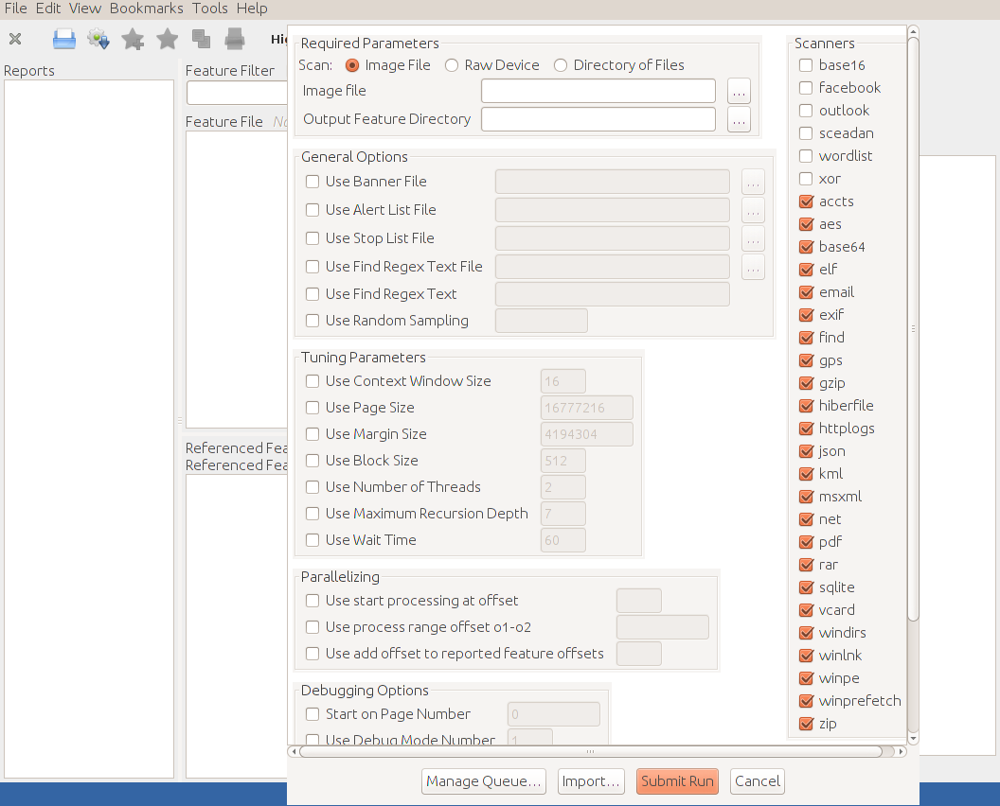 File Edit View Bookmarks Tools Help
Reports
Feature Filter
Feature File
Referenced
Referenced
Required Parameters
Scan: Image File Raw Device Directory of Files
Image file ...
Output Feature Directory ...
General Options
Use Banner File ...
Use Alert List File ...
Use Stop List File ...
Use Find Regex Text File ...
Use Find Regex Text
Use Random Sampling
Tuning Parameters
Use Context Window Size 16
Use Page Size 16777216
Use Margin Size 4194304
Use Block Size 512
Use Number of Threads 2
Use Maximum Recursion Depth 7
Use Wait Time 60
Parallelizing
Use start processing at offset
Use process range offset o1-o2
Use add offset to reported feature offsets
Debugging Options
Start on Page Number 0
Use Debug Mode Number 1
Scanners
base16
facebook
outlook
sceadan
wordlist
xor
accts
aes
base64
elf
email
exif
find
gps
gzip
hiberfile
httplogs
json
kml
msxml
net
pdf
rar
sqlite
vcard
windirs
winlnk
winpe
winprefetch
zip
Manage Queue... Import... Submit Run Cancel